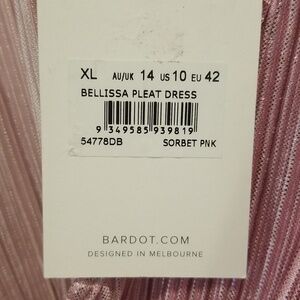 XL AU/UK 14 US 10 EU 42
BELLISSA PLEAT DRESS
9 349585 939819
54778DB SORBET PNK
BARDOT.COM
DESIGNED IN MELBOURNE